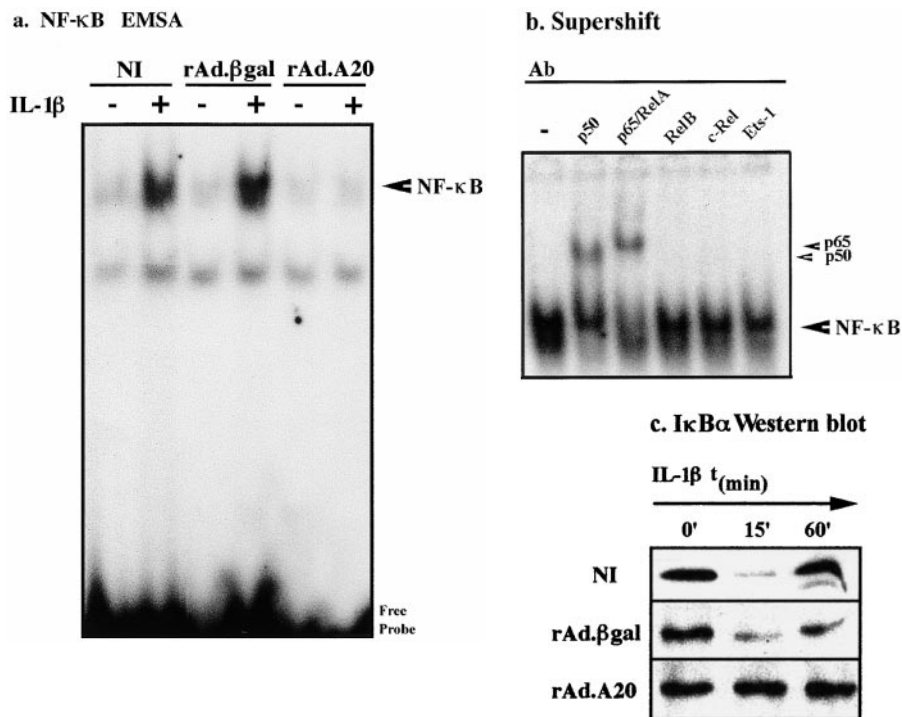 a. NF-κB EMSA
NI rAd.βgal rAd.A20
IL-1β - + - + - +
NF-κB
Free
Probe
b. Supershift
Ab
- p50 p65/RelA RelB c-Rel Ets-1
p65
p50
NF-κB
c. IκBα Western blot
IL-1β t(min)
0' 15' 60'
NI
rAd.βgal
rAd.A20